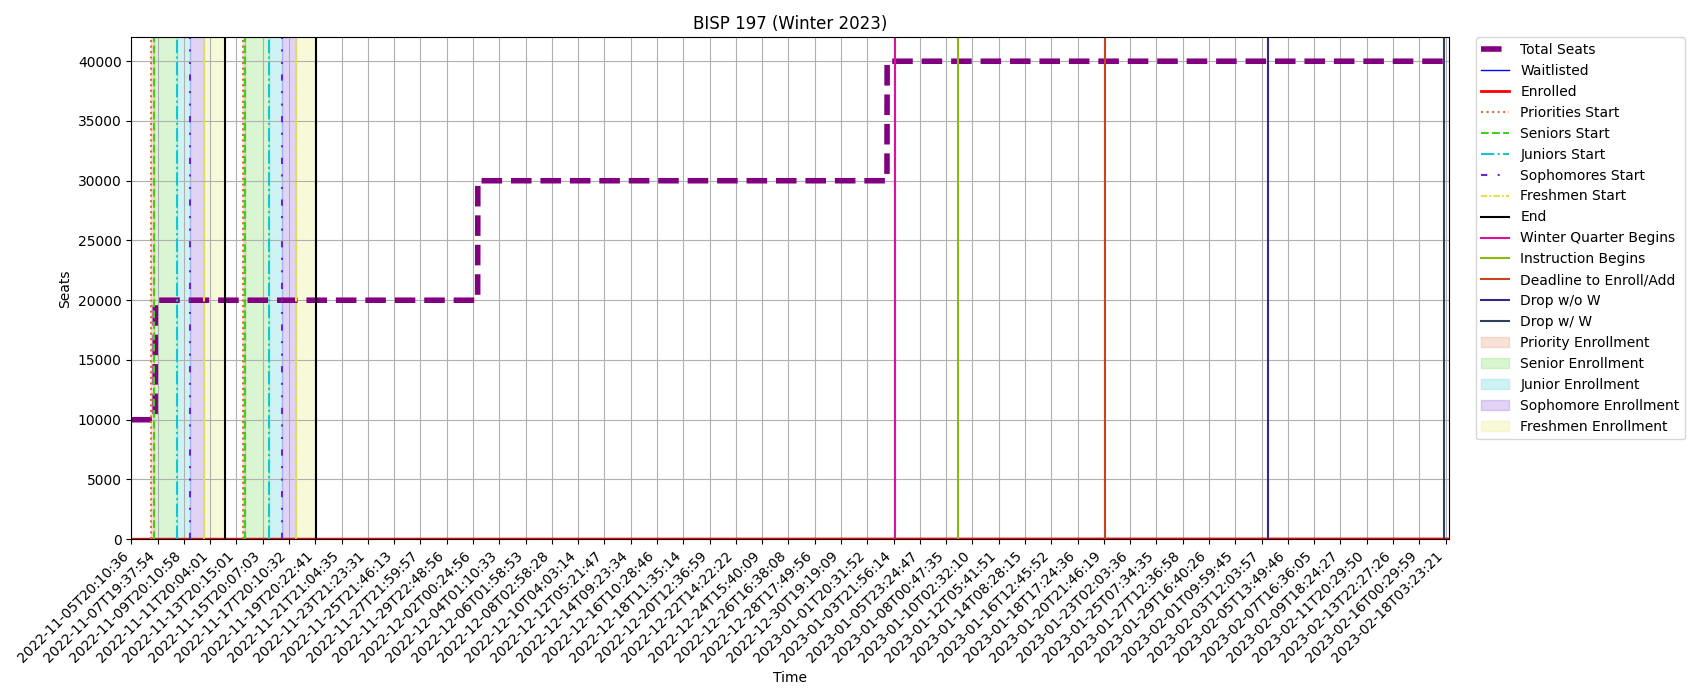 BISP 197 (Winter 2023)
40000
35000
30000
25000
20000
15000
10000
5000
0
Seats
2022-11-05T20:10:36
2022-11-07T19:37:54
2022-11-09T20:10:58
2022-11-11T20:04:01
2022-11-13T20:15:01
2022-11-15T20:07:03
2022-11-17T20:10:32
2022-11-19T20:22:41
2022-11-21T21:04:35
2022-11-23T21:23:31
2022-11-25T21:46:13
2022-11-27T21:59:57
2022-11-29T22:48:56
2022-12-02T00:24:56
2022-12-04T01:10:33
2022-12-06T01:58:53
2022-12-08T02:58:28
2022-12-10T04:03:14
2022-12-12T05:21:47
2022-12-14T09:23:34
2022-12-16T10:28:46
2022-12-18T11:35:14
2022-12-20T12:36:59
2022-12-22T14:22:22
2022-12-24T15:40:09
2022-12-26T16:38:08
2022-12-28T17:49:56
2022-12-30T19:19:09
2023-01-01T20:31:52
2023-01-03T21:56:14
2023-01-05T23:24:47
2023-01-08T00:47:35
2023-01-10T02:32:10
2023-01-12T05:41:51
2023-01-14T08:28:15
2023-01-16T12:45:52
2023-01-18T17:24:36
2023-01-20T21:46:19
2023-01-23T02:03:36
2023-01-25T07:34:35
2023-01-27T12:36:58
2023-01-29T16:40:26
2023-02-01T09:59:45
2023-02-03T12:03:57
2023-02-05T13:49:46
2023-02-07T16:36:05
2023-02-09T18:24:27
2023-02-11T20:29:50
2023-02-13T22:27:26
2023-02-16T00:29:59
2023-02-18T03:23:21
Time
Total Seats
Waitlisted
Enrolled
Priorities Start
Seniors Start
Juniors Start
Sophomores Start
Freshmen Start
End
Winter Quarter Begins
Instruction Begins
Deadline to Enroll/Add
Drop w/o W
Drop w/ W
Priority Enrollment
Senior Enrollment
Junior Enrollment
Sophomore Enrollment
Freshmen Enrollment